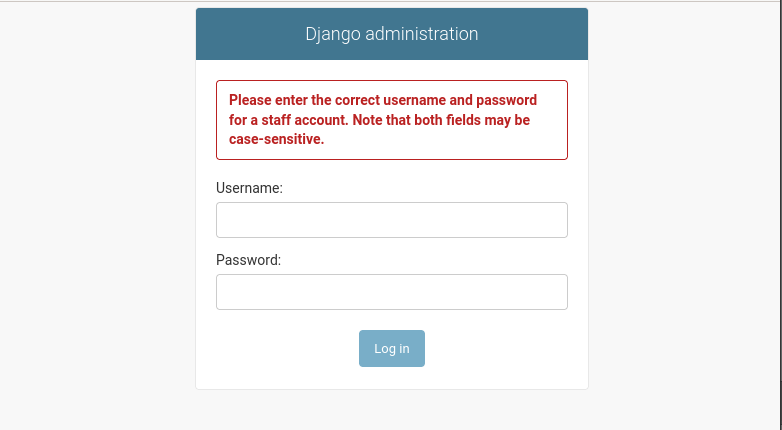 Django administration
Please enter the correct username and password
for a staff account. Note that both fields may be
case-sensitive.
Username:
Password:
Log in